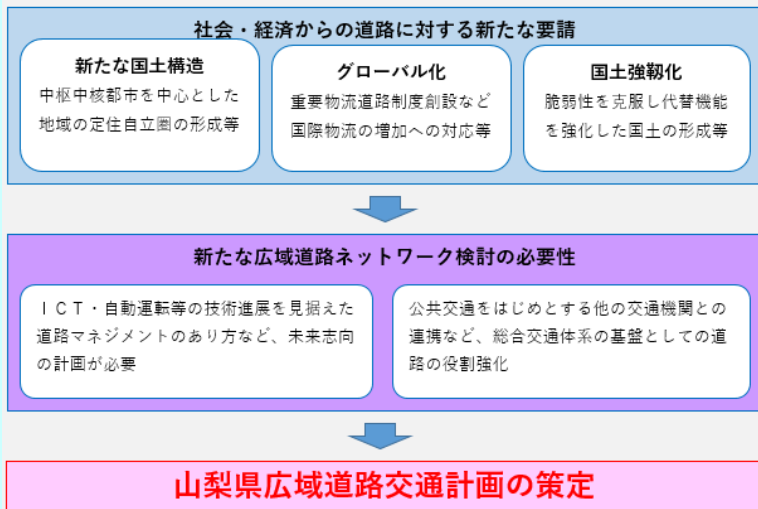 社会・経済からの道路に対する新たな要請
新たな国土構造
中枢中核都市を中心とした
地域の定住自立圏の形成等
グローバル化
重要物流道路制度創設など
国際物流の増加への対応等
国土強靱化
脆弱性を克服し代替機能
を強化した国土の形成等
新たな広域道路ネットワーク検討の必要性
ＩＣＴ・自動運転等の技術進展を見据えた
道路マネジメントのあり方など、未来志向
の計画が必要
公共交通をはじめとする他の交通機関との
連携など、総合交通体系の基盤としての道
路の役割強化
山梨県広域道路交通計画の策定